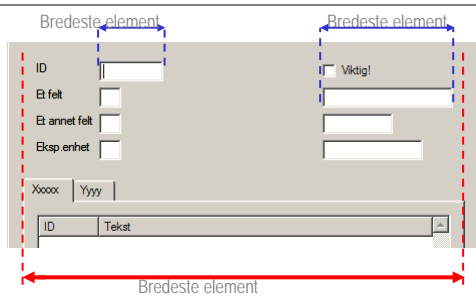 Bredeste element Bredeste element
ID Viktig!
Et felt
Et annet felt
Eksp.enhet
Xxxxx Yyyy
ID Tekst
Bredeste element